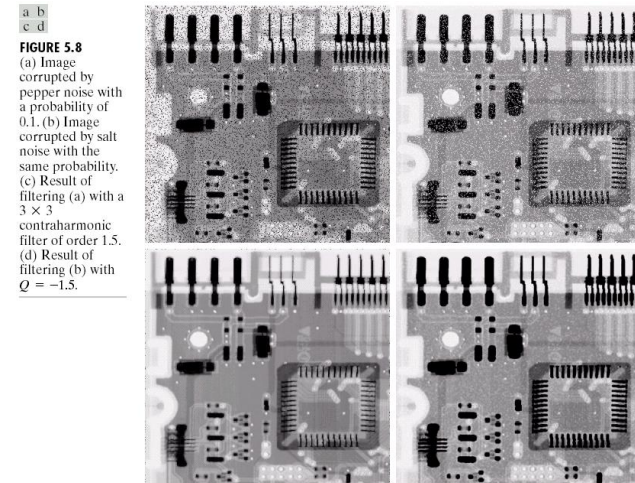 a b
c d
FIGURE 5.8
(a) Image
corrupted by
pepper noise with
a probability of
0.1. (b) Image
corrupted by salt
noise with the
same probability.
(c) Result of
filtering (a) with a
3 × 3
contraharmonic
filter of order 1.5.
(d) Result of
filtering (b) with
Q = −1.5.